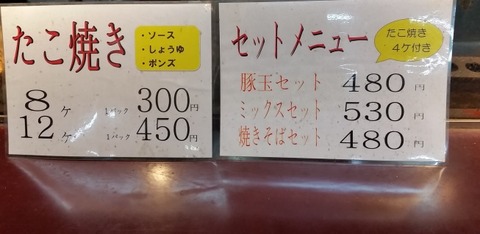 たこ焼き
・ソース
・しょうゆ
・ポンズ
8ヶ 1パック 300円
12ヶ 1パック 450円
セットメニュー
たこ焼き
4ケ付き
豚玉セット 480円
ミックスセット 530円
焼きそばセット 480円